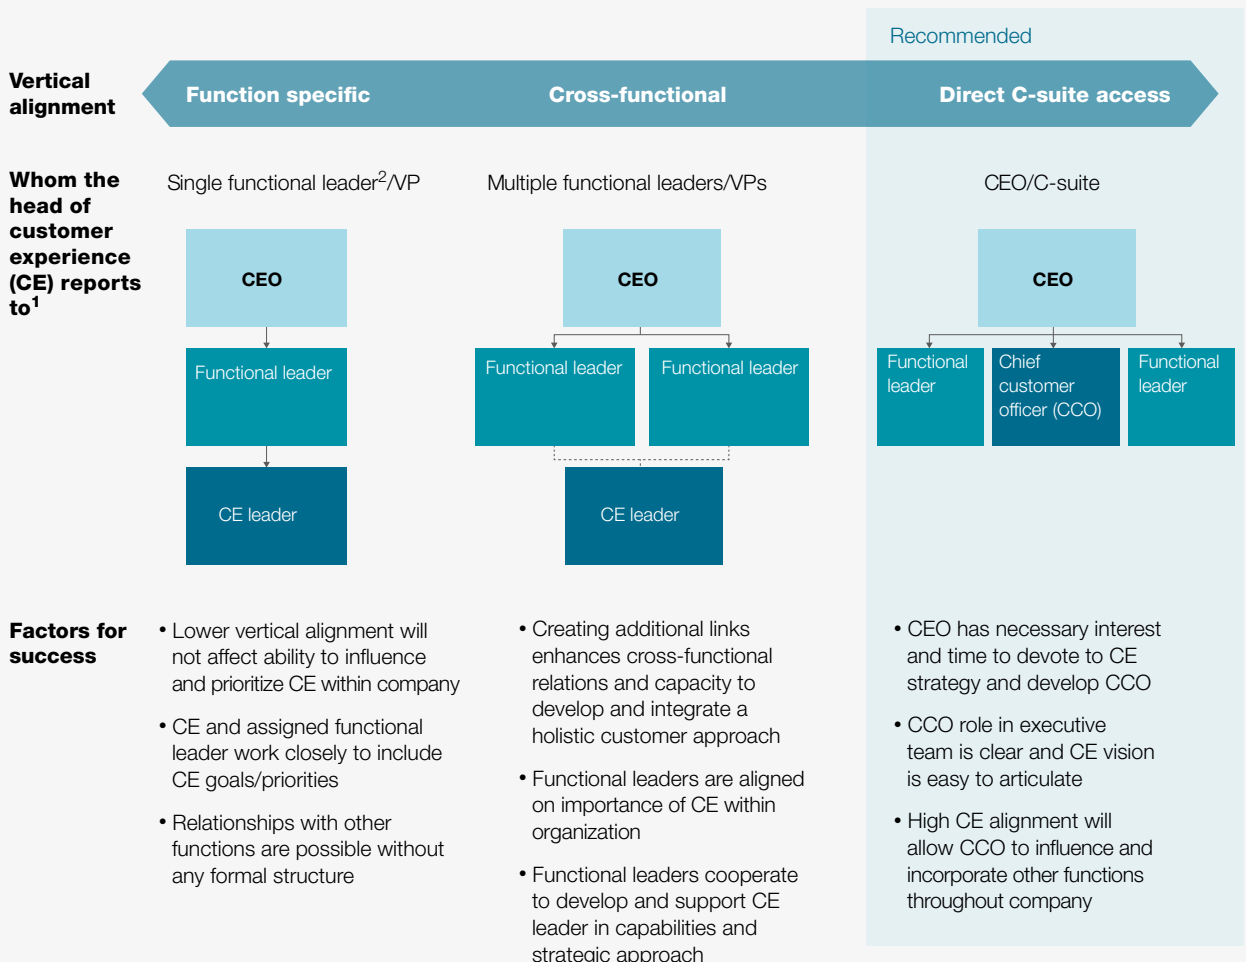 Recommended
Vertical
alignment
Function specific
Cross-functional
Direct C-suite access
Whom the
head of
customer
experience
(CE) reports
to1
Single functional leader2/VP
CEO
Functional leader
CE leader
Multiple functional leaders/VPs
CEO
Functional leader
Functional leader
CE leader
CEO/C-suite
CEO
Functional
leader
Chief
customer
officer (CCO)
Functional
leader
Factors for
success
• Lower vertical alignment will
not affect ability to influence
and prioritize CE within company
• CE and assigned functional
leader work closely to include
CE goals/priorities
• Relationships with other
functions are possible without
any formal structure
• Creating additional links
enhances cross-functional
relations and capacity to
develop and integrate a
holistic customer approach
• Functional leaders are aligned
on importance of CE within
organization
• Functional leaders cooperate
to develop and support CE
leader in capabilities and
strategic approach
• CEO has necessary interest
and time to devote to CE
strategy and develop CCO
• CCO role in executive
team is clear and CE vision
is easy to articulate
• High CE alignment will
allow CCO to influence and
incorporate other functions
throughout company